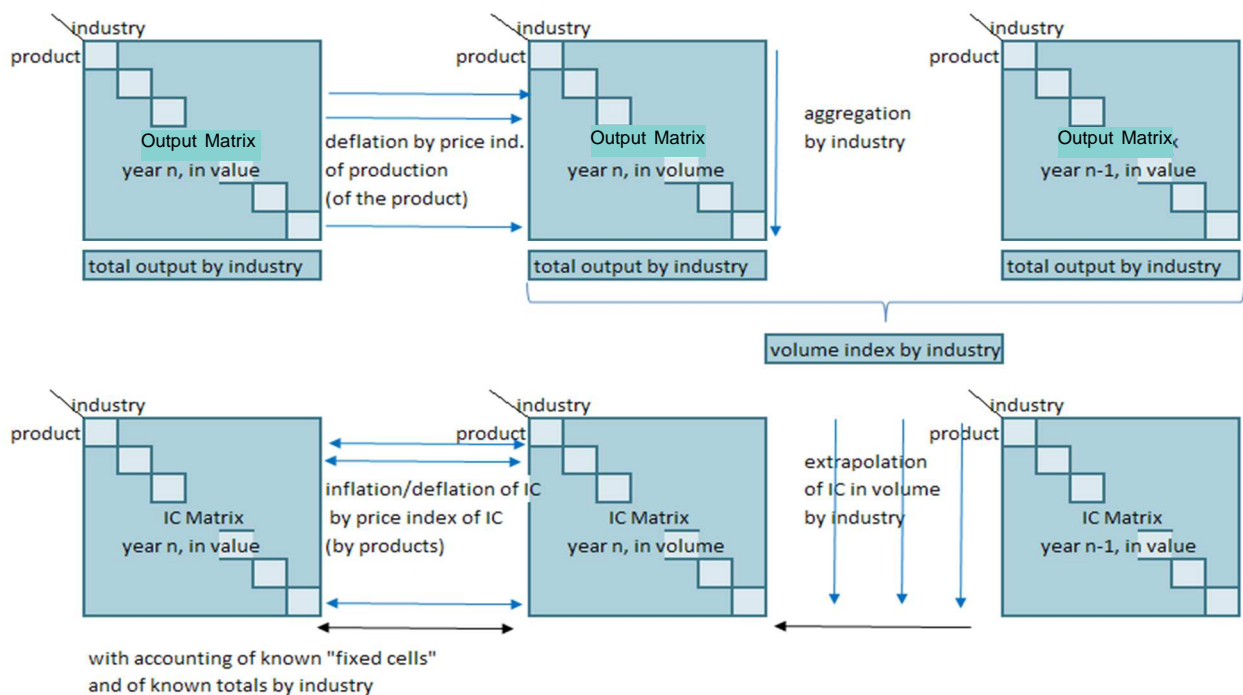 industry
product
Output Matrix
year n, in value
total output by industry
deflation by price ind.
of production
(of the product)
industry
product
Output Matrix
year n, in volume
total output by industry
aggregation
by industry
industry
product
Output Matrix
year n-1, in value
total output by industry
volume index by industry
industry
product
IC Matrix
year n, in value
inflation/deflation of IC
by price index of IC
(by products)
industry
product
IC Matrix
year n, in volume
extrapolation
of IC in volume
by industry
industry
product
IC Matrix
year n-1, in value
with accounting of known "fixed cells"
and of known totals by industry